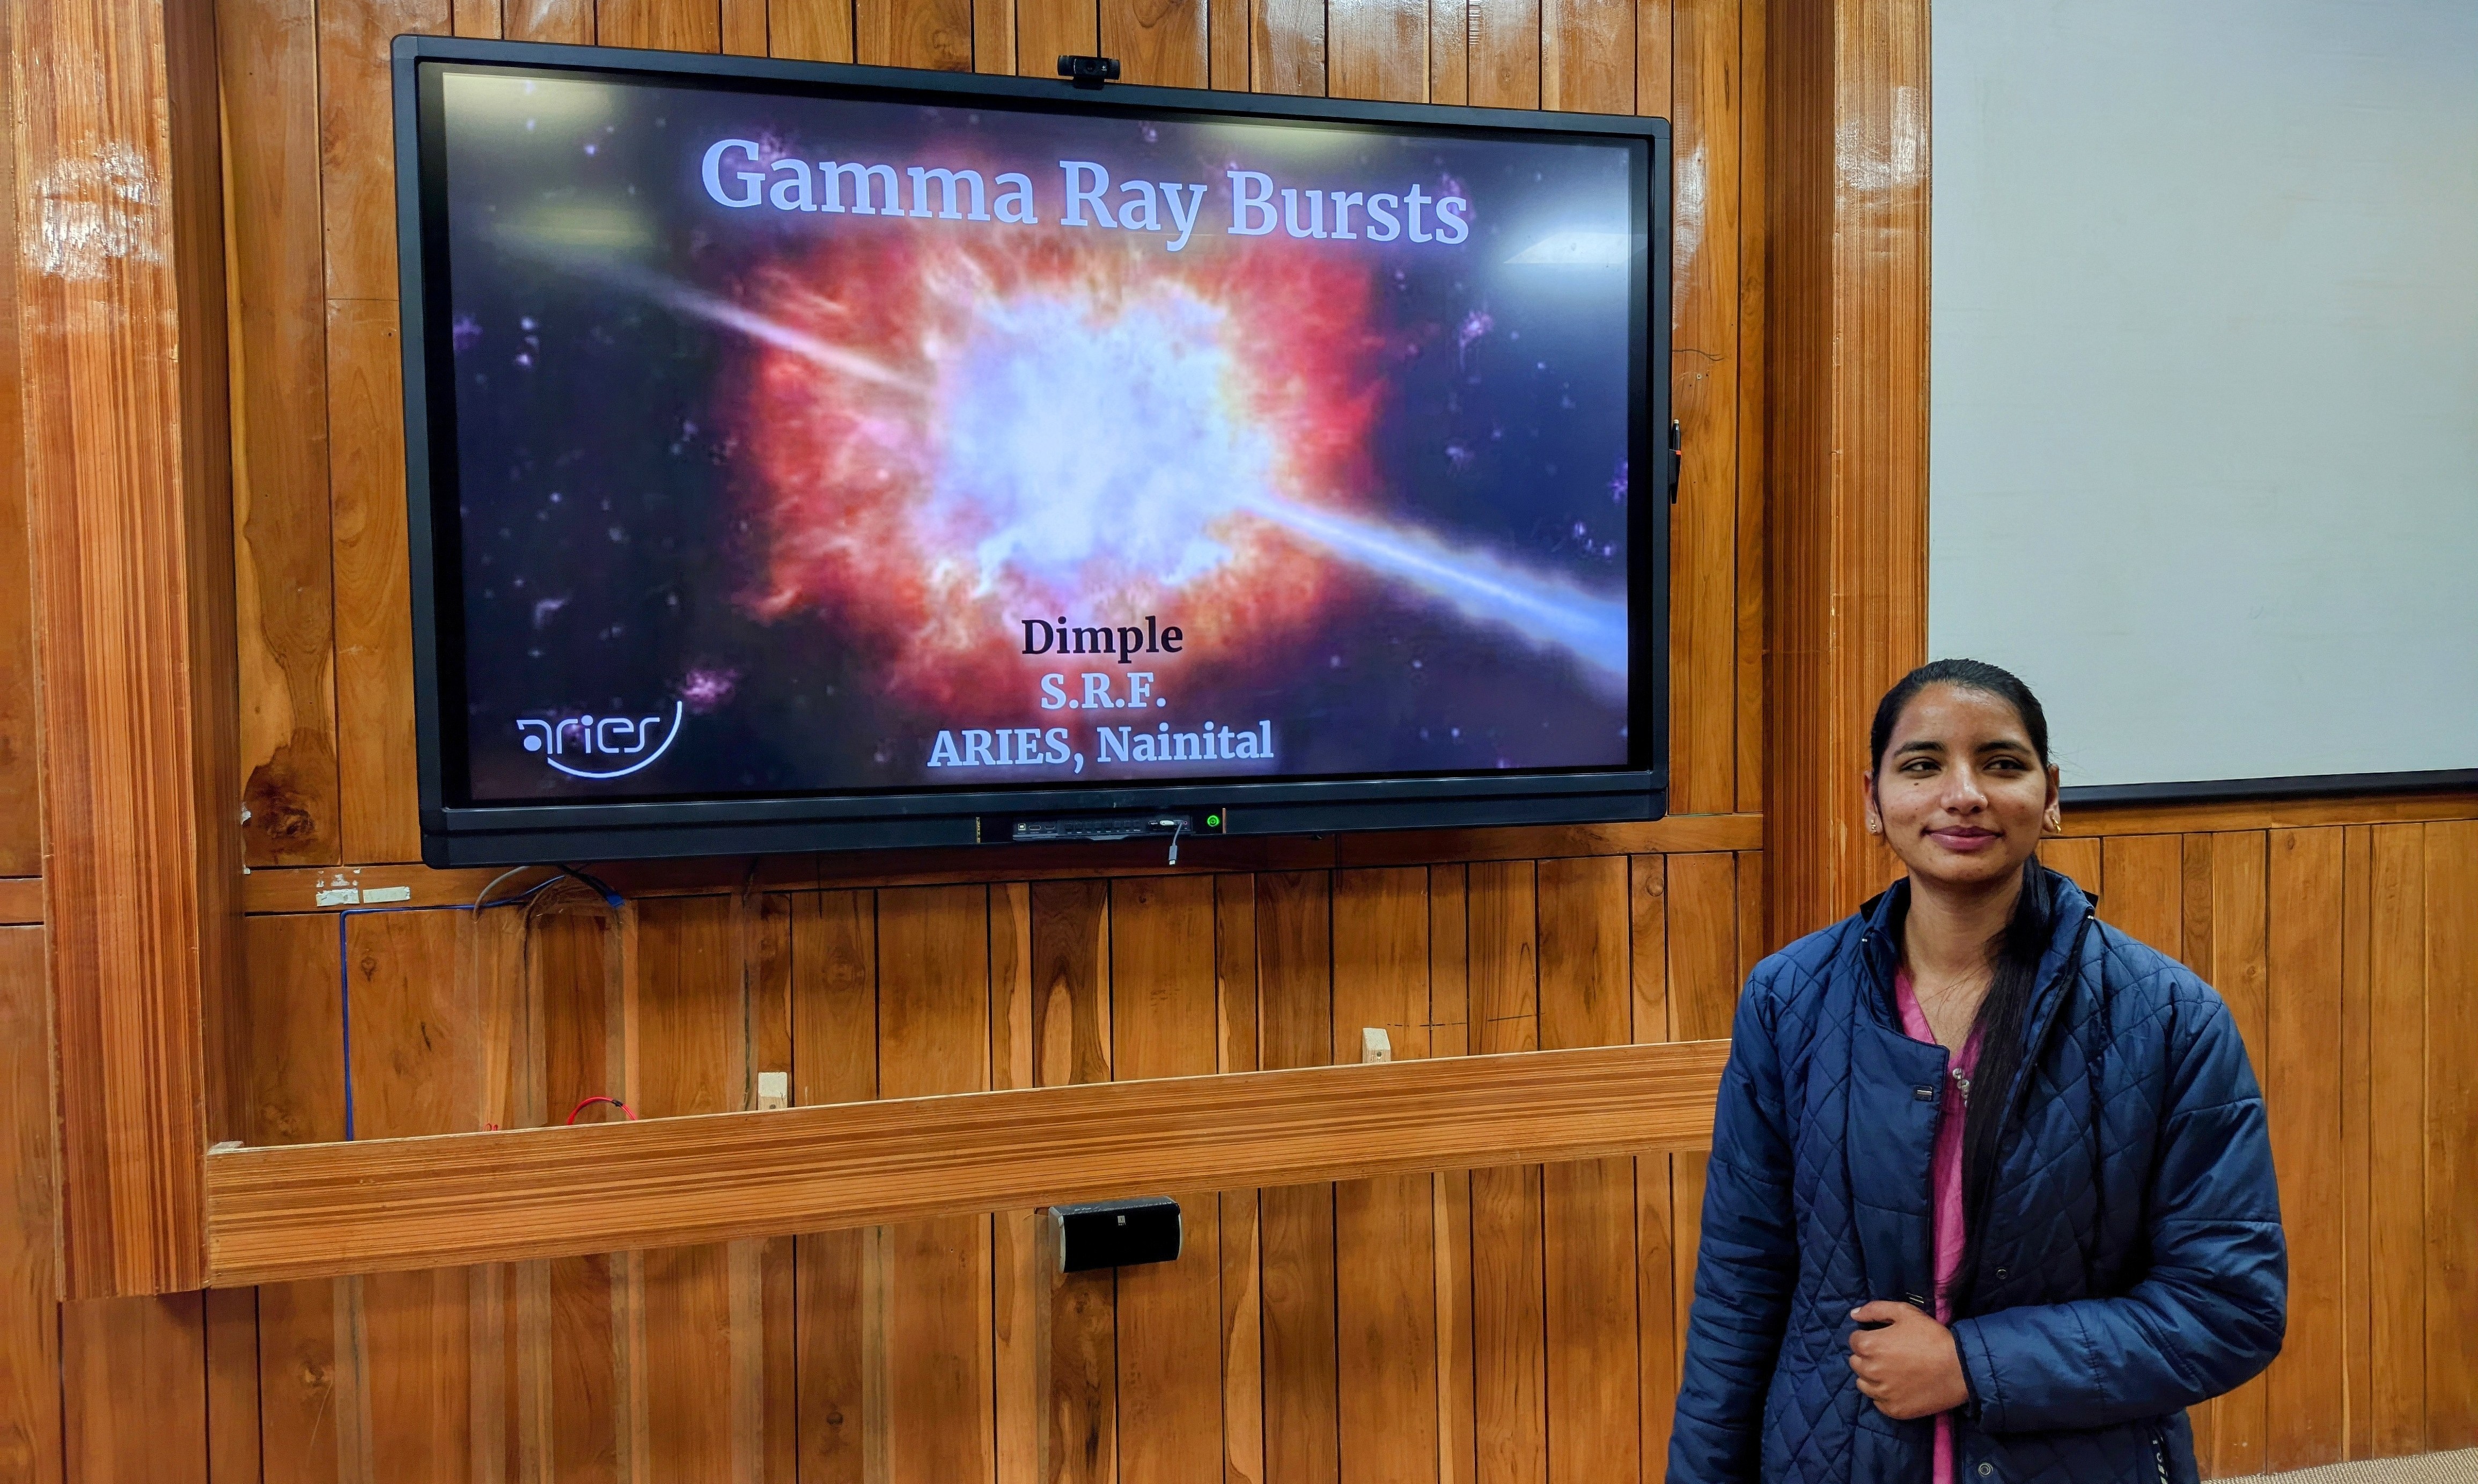 Gamma Ray Bursts
Dimple
S.R.F.
ARIES, Nainital
aries